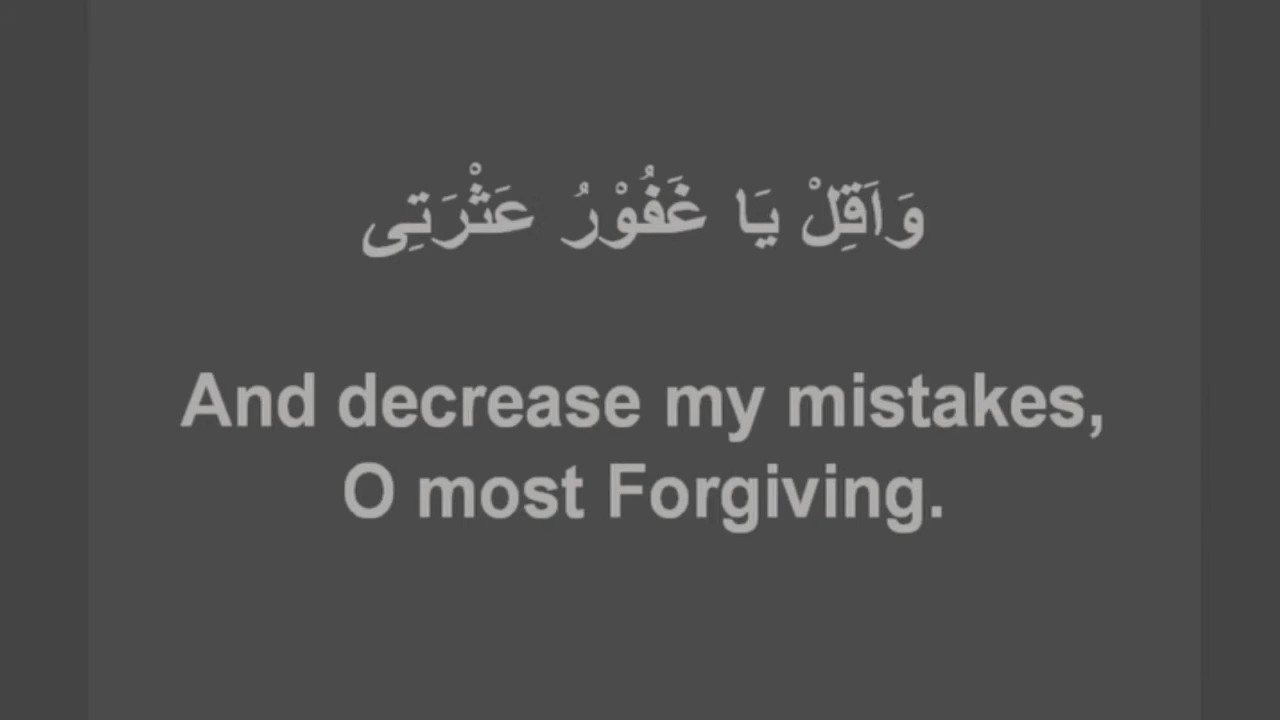 وَاَقِلْ يَا غَفُوْرُ عَثْرَتِى
And decrease my mistakes,
O most Forgiving.